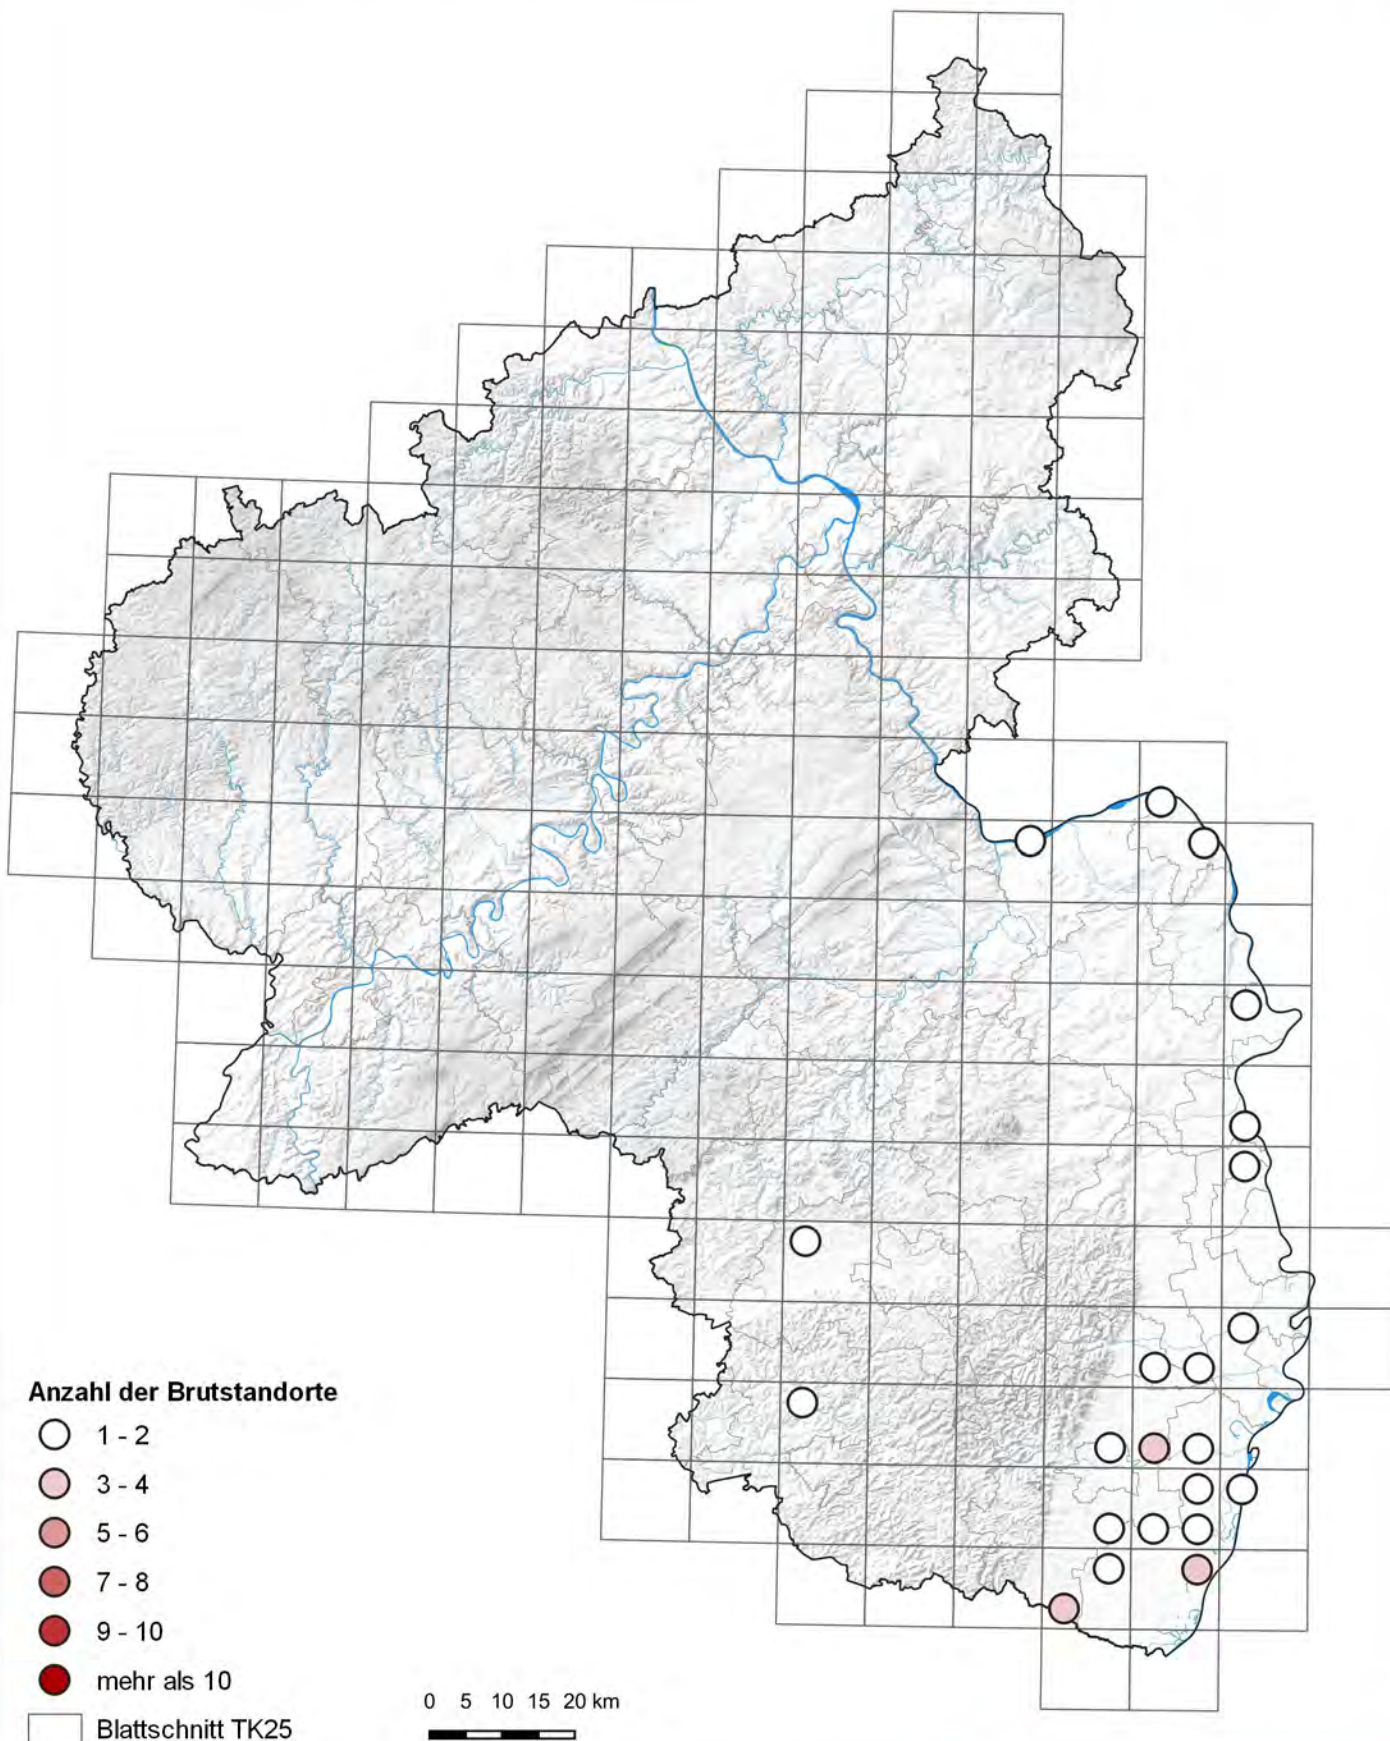 Anzahl der Brutstandorte
1 - 2
3 - 4
5 - 6
7 - 8
9 - 10
mehr als 10
Blattschnitt TK25
0 5 10 15 20 km